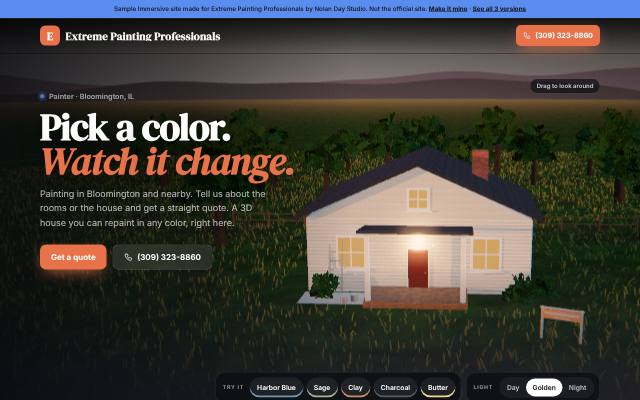 Sample Immersive site made for Extreme Painting Professionals by Nolan Day Studio. Not the official site. Make it mine · See all 3 versions
E Extreme Painting Professionals
(309) 323-8860
Drag to look around
Painter · Bloomington, IL
Pick a color.
Watch it change.
Painting in Bloomington and nearby. Tell us about the
rooms or the house and get a straight quote. A 3D
house you can repaint in any color, right here.
Get a quote
(309) 323-8860
TRY IT Harbor Blue Sage Clay Charcoal Butter
LIGHT Day Golden Night